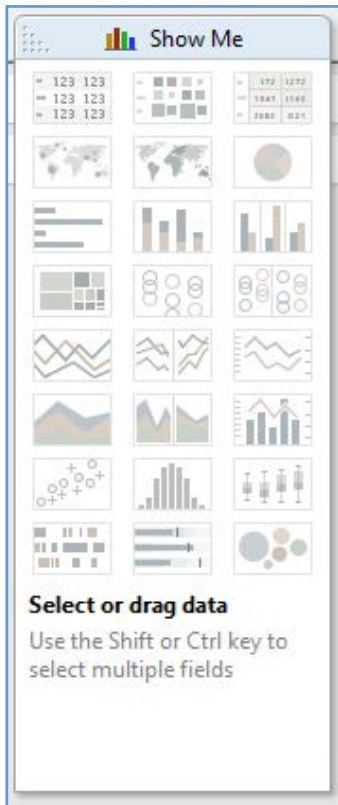 Show Me
123 123
123 123
123 123
Select or drag data
Use the Shift or Ctrl key to
select multiple fields